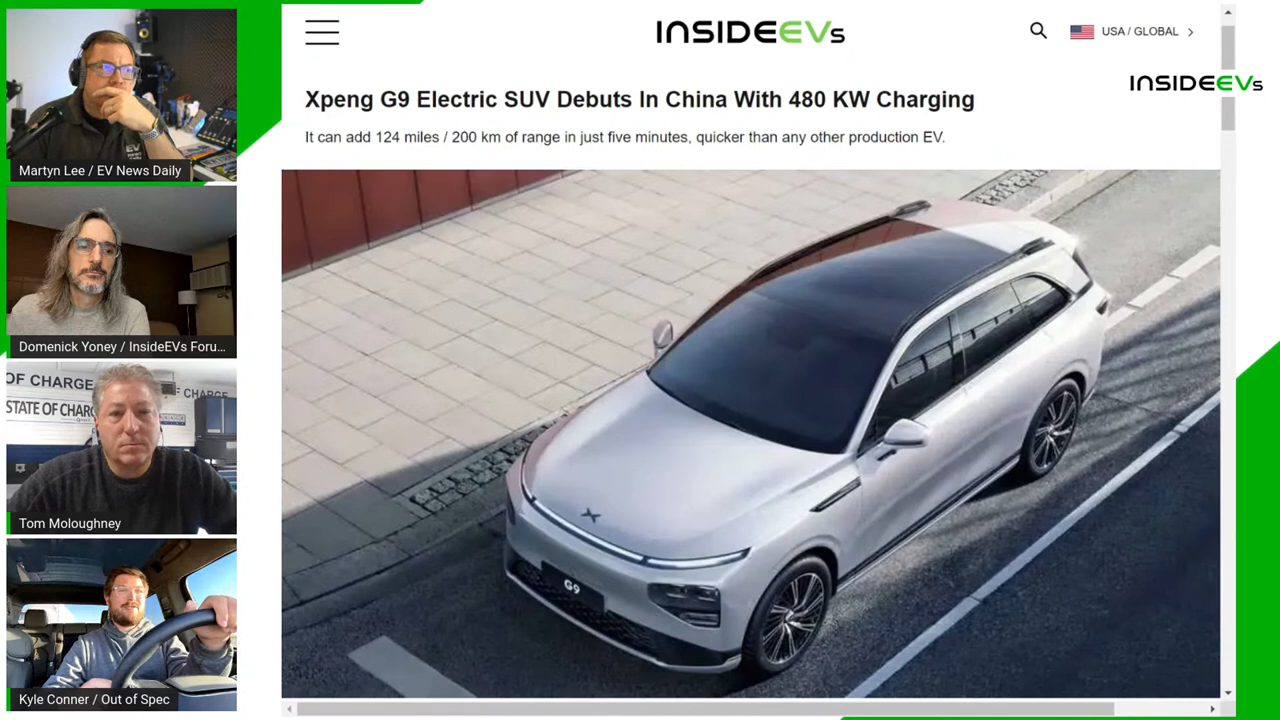 INSIDEEVs
USA / GLOBAL
INSIDEEVs
Xpeng G9 Electric SUV Debuts In China With 480 KW Charging
It can add 124 miles / 200 km of range in just five minutes, quicker than any other production EV.
G9
EV
Martyn Lee / EV News Daily
Domenick Yoney / InsideEVs Foru...
OF CHARGE
CHARGE
STATE OF CHARG
Tom Moloughney
Kyle Conner / Out of Spec